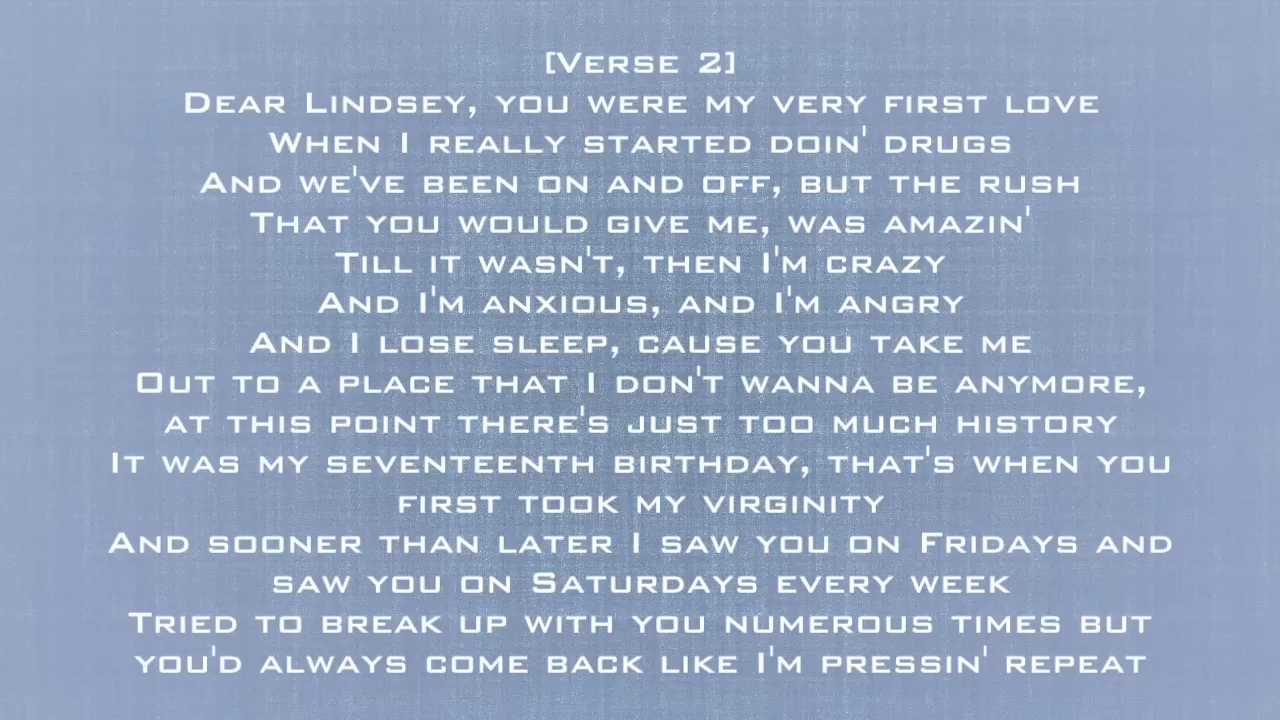 [Verse 2]
Dear Lindsey, you were my very first love
When I really started doin' drugs
And we've been on and off, but the rush
That you would give me, was amazin'
Till it wasn't, then I'm crazy
And I'm anxious, and I'm angry
And I lose sleep, cause you take me
Out to a place that I don't wanna be anymore,
at this point there's just too much history
It was my seventeenth birthday, that's when you
first took my virginity
And sooner than later I saw you on Fridays and
saw you on Saturdays every week
Tried to break up with you numerous times but
you'd always come back like I'm pressin' repeat